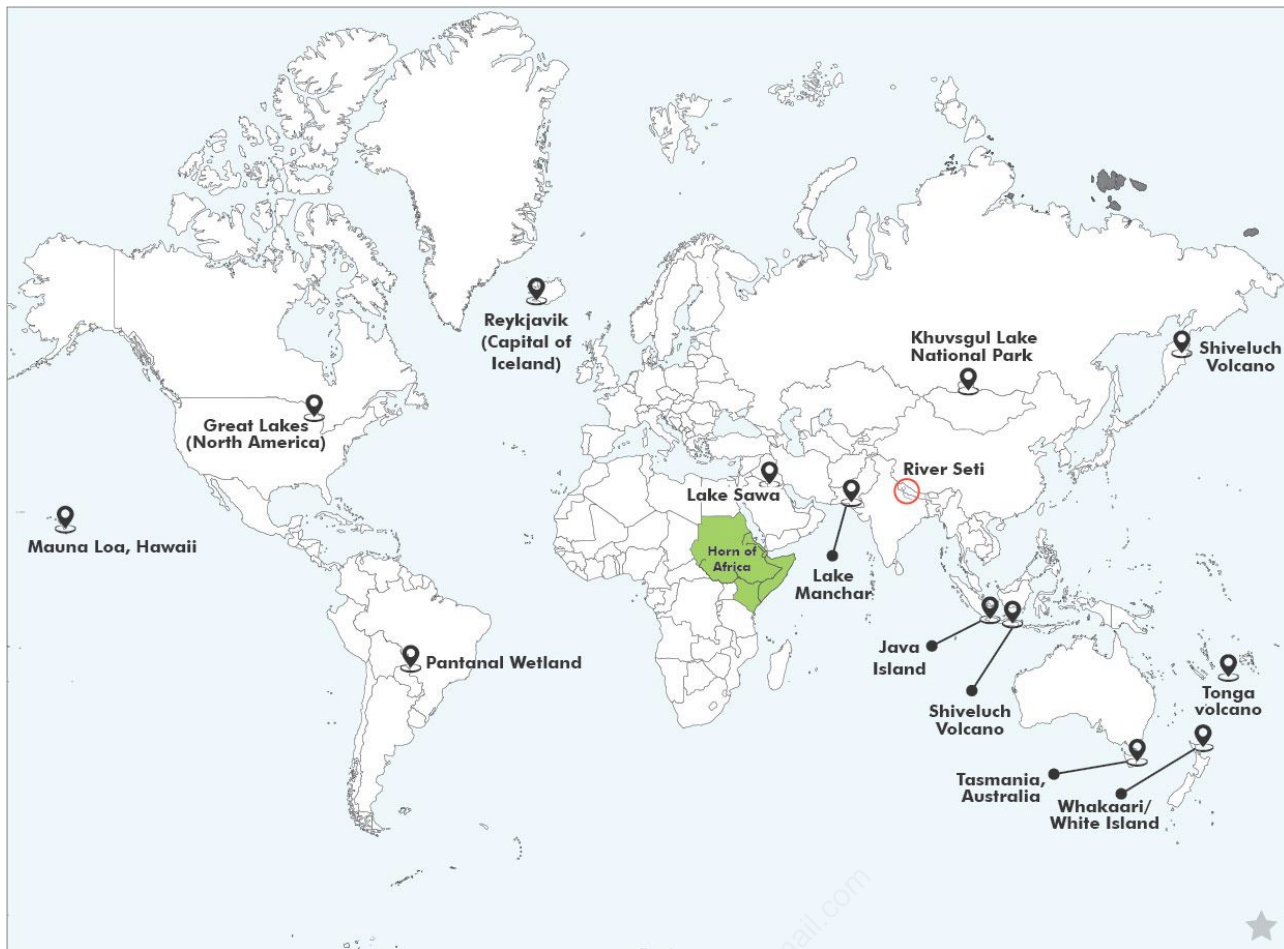 Reykjavik
(Capital of
Iceland)
Khuvsgul Lake
National Park
Shiveluch
Volcano
Great Lakes
(North America)
River Seti
Lake Sawa
Mauna Loa, Hawaii
Horn of
Africa
Lake
Manchar
Pantanal Wetland
Java
Island
Shiveluch
Volcano
Tonga
volcano
Tasmania,
Australia
Whakaari/
White Island
mail.com